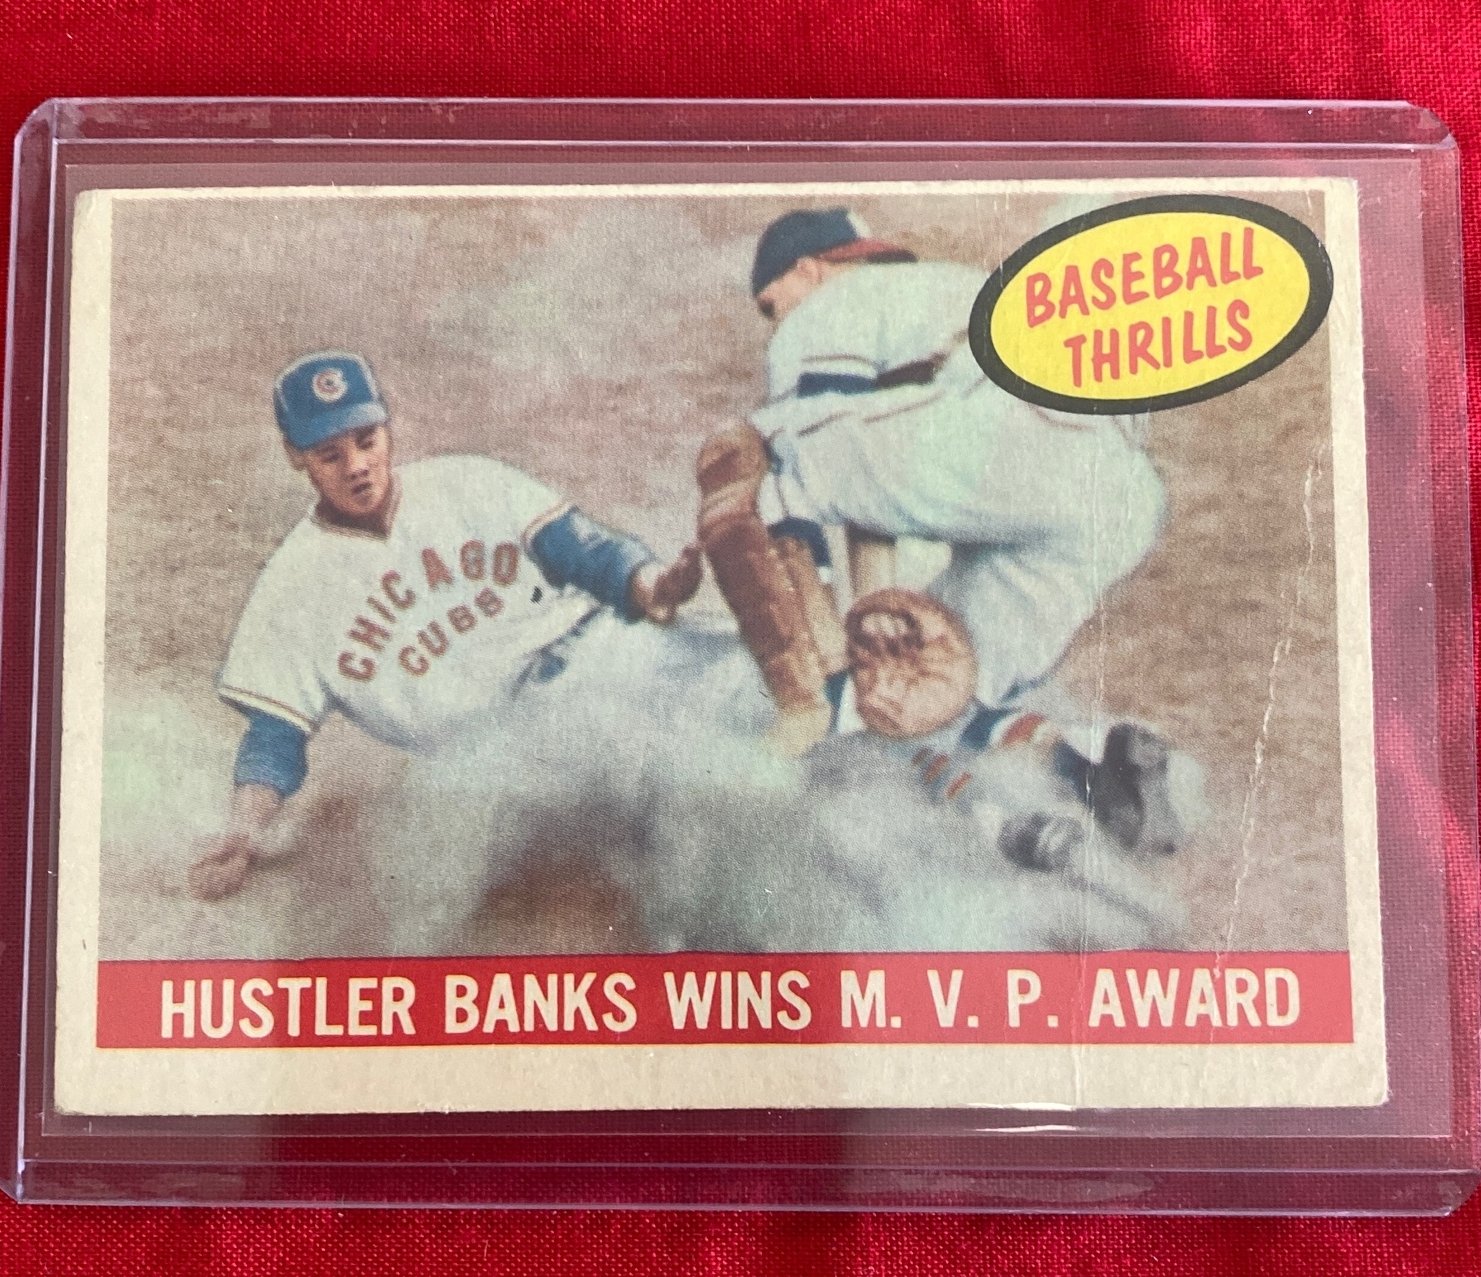 BASEBALL
THRILLS
C
CHICAGO
CUBS
HUSTLER BANKS WINS M. V. P. AWARD